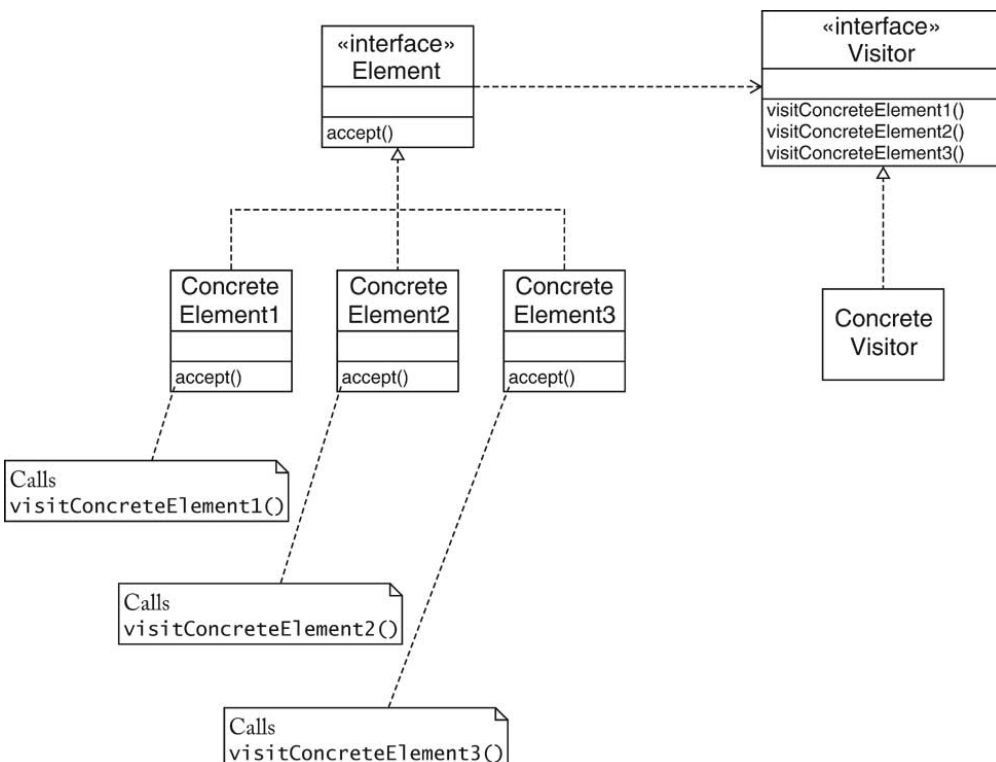 «interface»
Element
accept()
«interface»
Visitor
visitConcreteElement1()
visitConcreteElement2()
visitConcreteElement3()
Concrete
Element1
accept()
Concrete
Element2
accept()
Concrete
Element3
accept()
Concrete
Visitor
Calls
visitConcreteElement1()
Calls
visitConcreteElement2()
Calls
visitConcreteElement3()